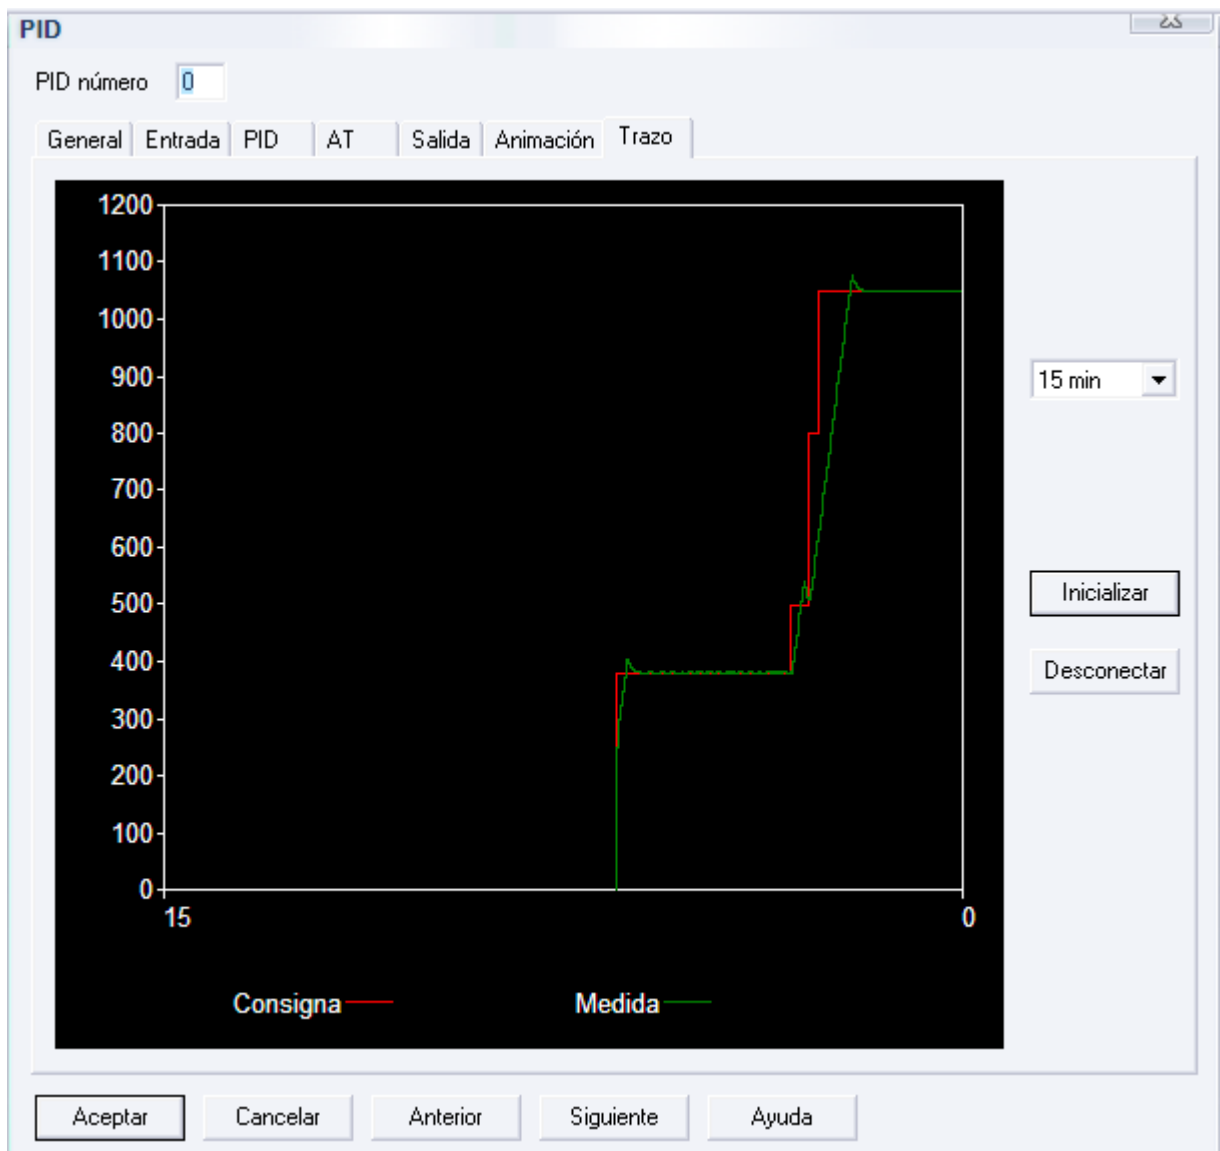 PID
PID número 0
General Entrada PID AT Salida Animación Trazo
1200
1100
1000
900
800
700
600
500
400
300
200
100
0
15 0
Consigna Medida
15 min
Inicializar
Desconectar
Aceptar Cancelar Anterior Siguiente Ayuda